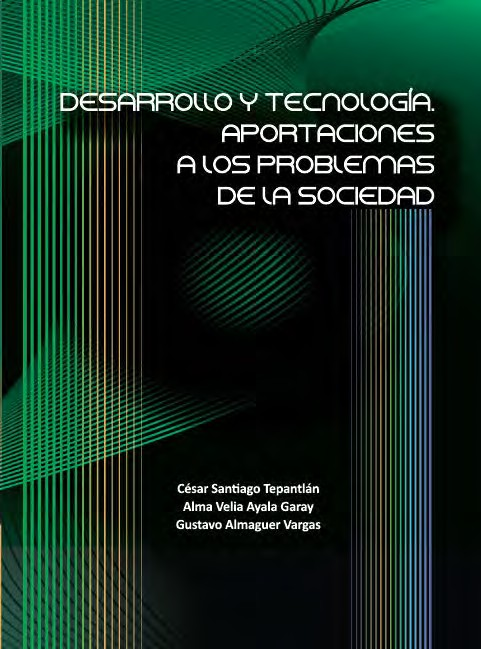 DESARROLLO Y TECNOLOGÍA.
APORTACIONES
A LOS PROBLEMAS
DE LA SOCIEDAD
César Santiago Tepantlán
Alma Velia Ayala Garay
Gustavo Almaguer Vargas